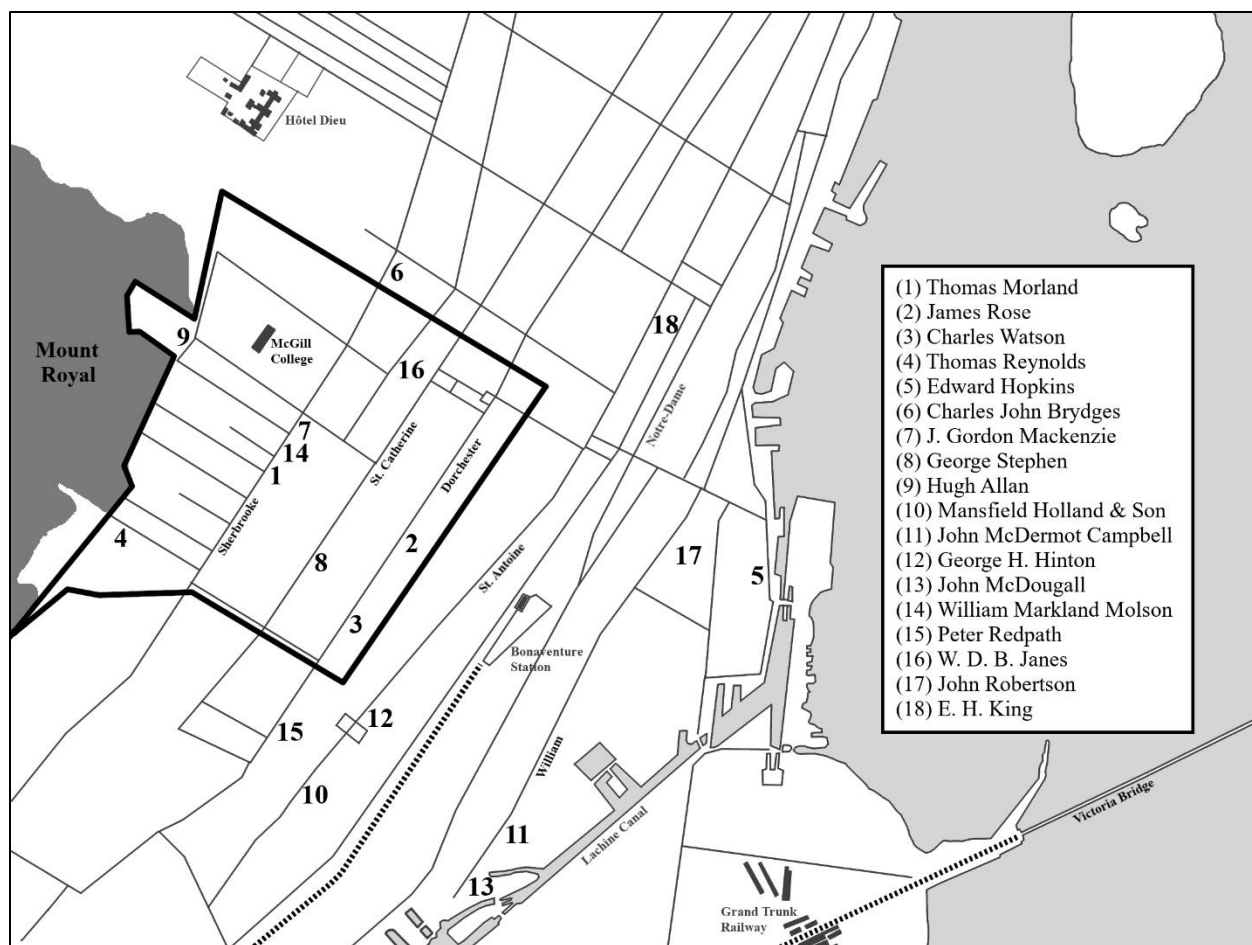 Hôtel Dieu
6
18
Mount
Royal
9
McGill
College
16
7
14
1
Sherbrooke
St. Catherine
Dorchester
Notre-Dame
4
8
2
3
St. Antoine
17
5
Bonaventure
Station
15
12
10
William
11
13
Lachine Canal
Victoria Bridge
Grand Trunk
Railway
(1) Thomas Morland
(2) James Rose
(3) Charles Watson
(4) Thomas Reynolds
(5) Edward Hopkins
(6) Charles John Brydges
(7) J. Gordon Mackenzie
(8) George Stephen
(9) Hugh Allan
(10) Mansfield Holland & Son
(11) John McDermot Campbell
(12) George H. Hinton
(13) John McDougall
(14) William Markland Molson
(15) Peter Redpath
(16) W. D. B. Janes
(17) John Robertson
(18) E. H. King